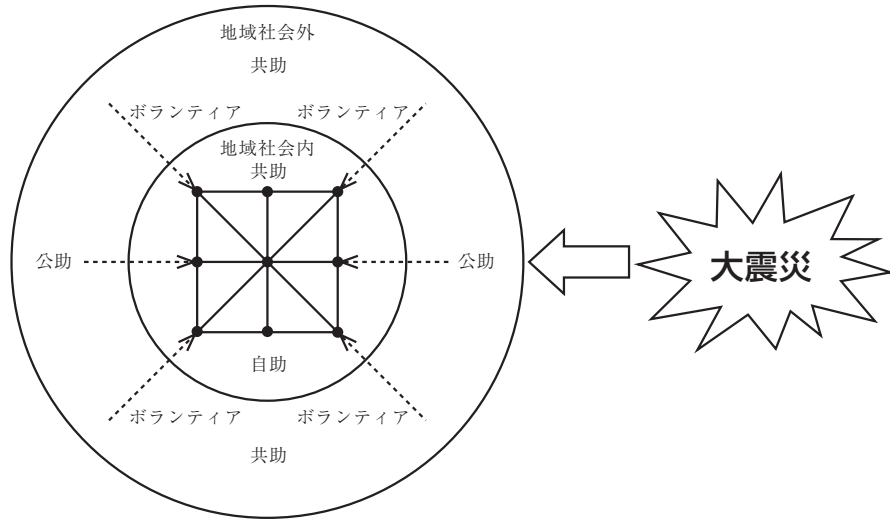 地域社会外
共助
ボランティア
ボランティア
地域社会内
共助
公助
公助
大震災
自助
ボランティア
ボランティア
共助